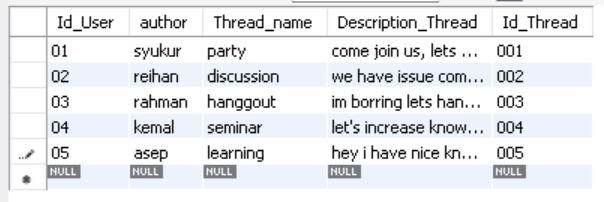 Id_User author Thread_name Description_Thread Id_Thread
01 syukur party come join us, lets ... 001
02 reihan discussion we have issue com... 002
03 rahman hanggout im borring lets han... 003
04 kemal seminar let's increase know... 004
05 asep learning hey i have nice kn... 005
NULL NULL NULL NULL NULL